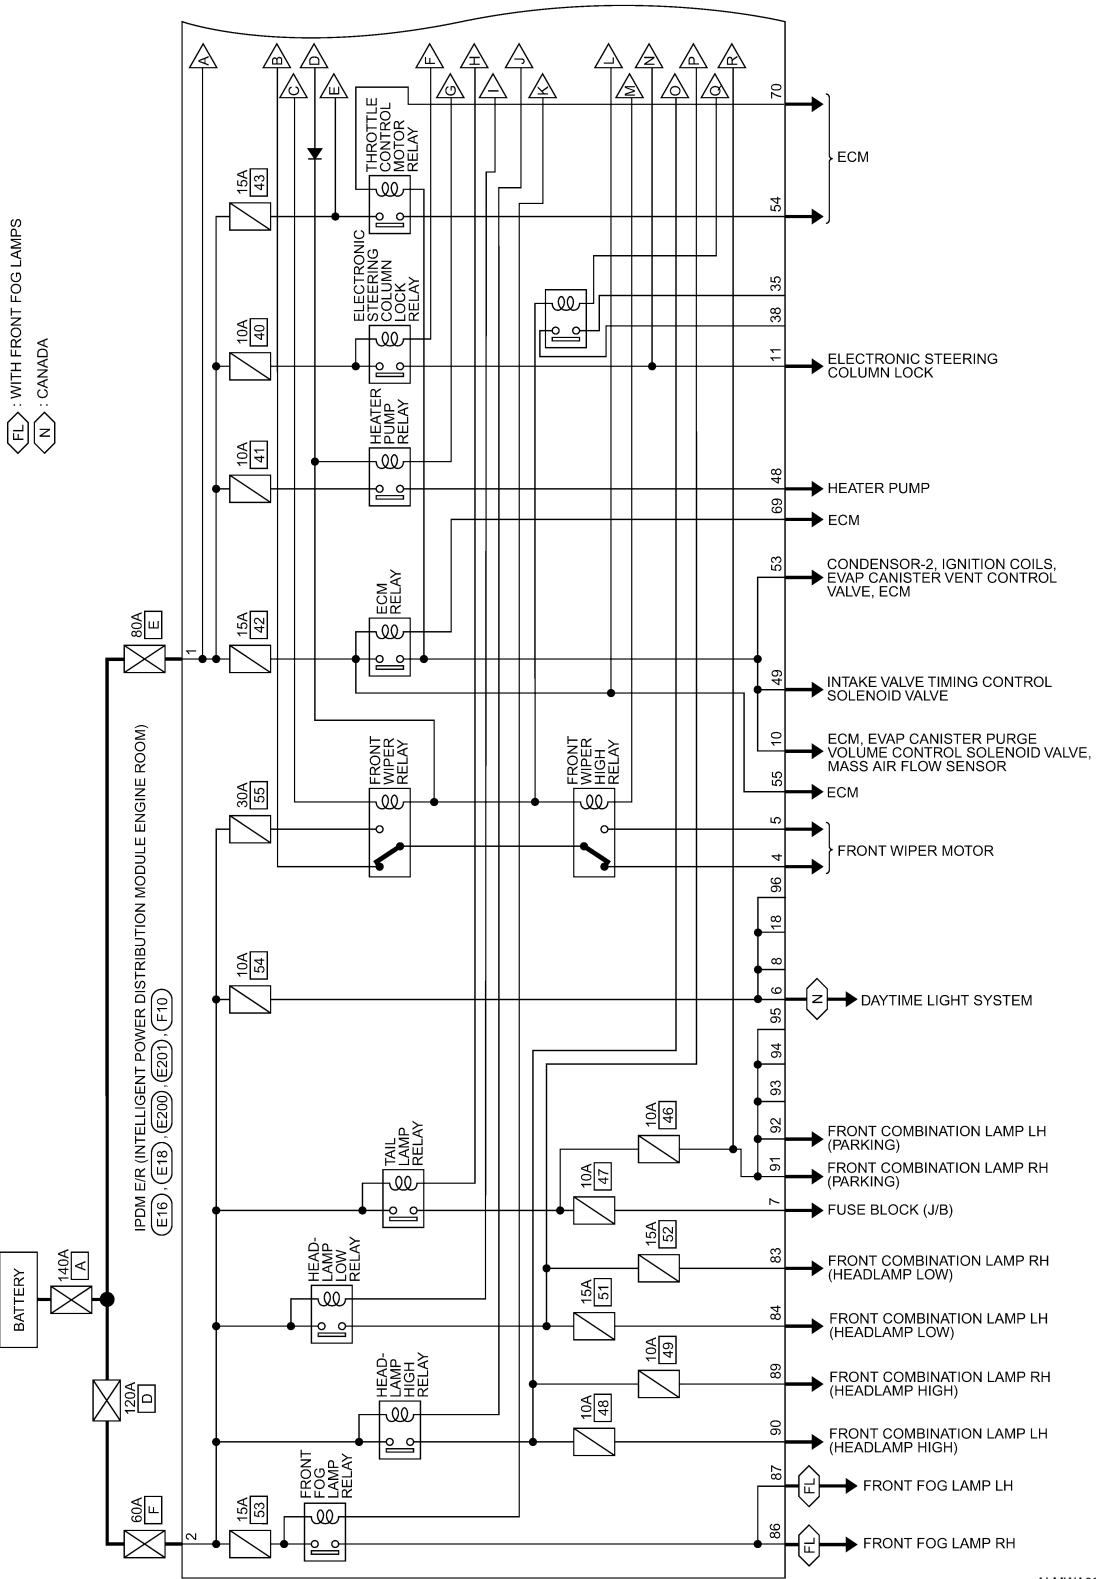 A
B
C
D
E
F
G
H
I
J
K
L
M
N
O
P
Q
R
FL : WITH FRONT FOG LAMPS
N : CANADA
BATTERY
140A A
120A D
80A E
60A F
IPDM E/R (INTELLIGENT POWER DISTRIBUTION MODULE ENGINE ROOM)
E16 , E18 , E200 , E201 , F10
1
2
15A 43
THROTTLE
CONTROL
MOTOR
RELAY
70
54
ECM
10A 40
ELECTRONIC
STEERING
COLUMN
LOCK
RELAY
35
38
11
ELECTRONIC STEERING
COLUMN LOCK
10A 41
HEATER
PUMP
RELAY
48
HEATER PUMP
69
ECM
15A 42
ECM
RELAY
53
CONDENSOR-2, IGNITION COILS,
EVAP CANISTER VENT CONTROL
VALVE, ECM
49
INTAKE VALVE TIMING CONTROL
SOLENOID VALVE
10
ECM, EVAP CANISTER PURGE
VOLUME CONTROL SOLENOID VALVE,
MASS AIR FLOW SENSOR
55
ECM
30A 55
FRONT
WIPER
RELAY
FRONT
WIPER
HIGH
RELAY
5
4
FRONT WIPER MOTOR
10A 54
96
18
8
6
N
DAYTIME LIGHT SYSTEM
95
94
93
10A 46
92
FRONT COMBINATION LAMP LH
(PARKING)
91
FRONT COMBINATION LAMP RH
(PARKING)
TAIL
LAMP
RELAY
10A 47
7
FUSE BLOCK (J/B)
HEAD-
LAMP
LOW
RELAY
15A 52
83
FRONT COMBINATION LAMP RH
(HEADLAMP LOW)
15A 51
84
FRONT COMBINATION LAMP LH
(HEADLAMP LOW)
HEAD-
LAMP
HIGH
RELAY
10A 49
89
FRONT COMBINATION LAMP RH
(HEADLAMP HIGH)
10A 48
90
FRONT COMBINATION LAMP LH
(HEADLAMP HIGH)
15A 53
FRONT
FOG
LAMP
RELAY
87
FL
FRONT FOG LAMP LH
86
FL
FRONT FOG LAMP RH